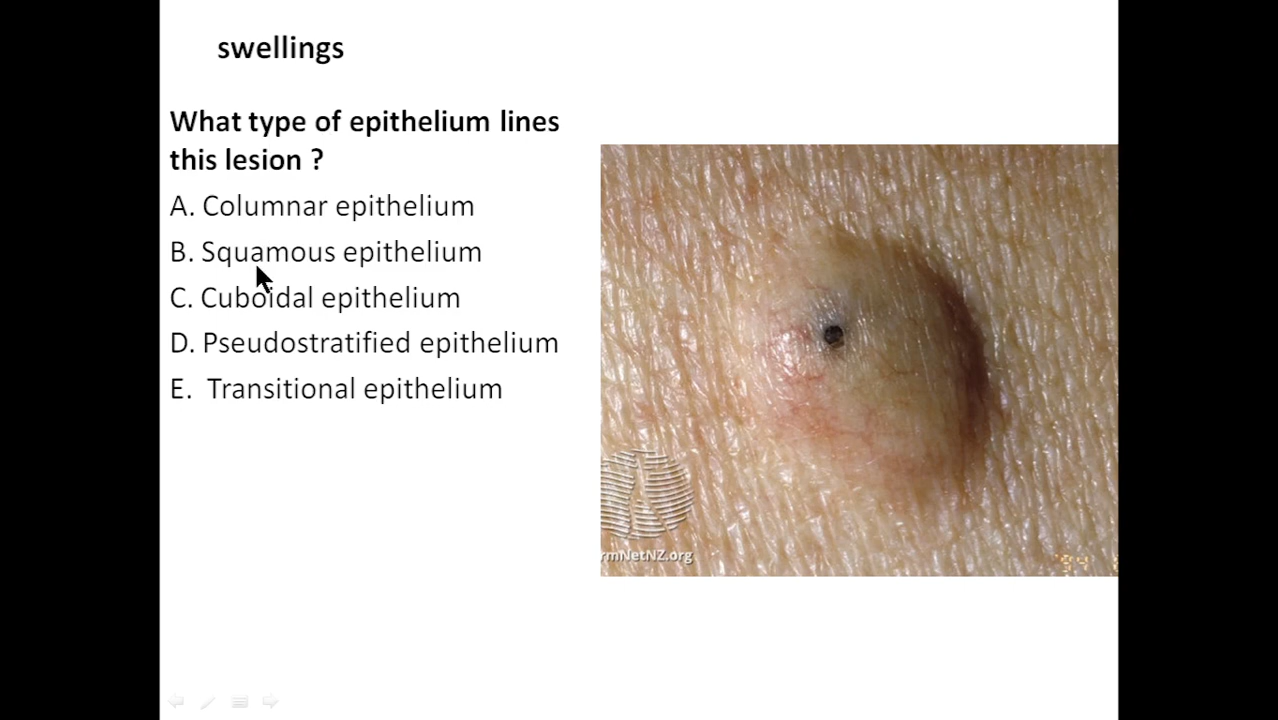 swellings
What type of epithelium lines
this lesion ?
A. Columnar epithelium
B. Squamous epithelium
C. Cuboidal epithelium
D. Pseudostratified epithelium
E. Transitional epithelium
rmNetNZ.org